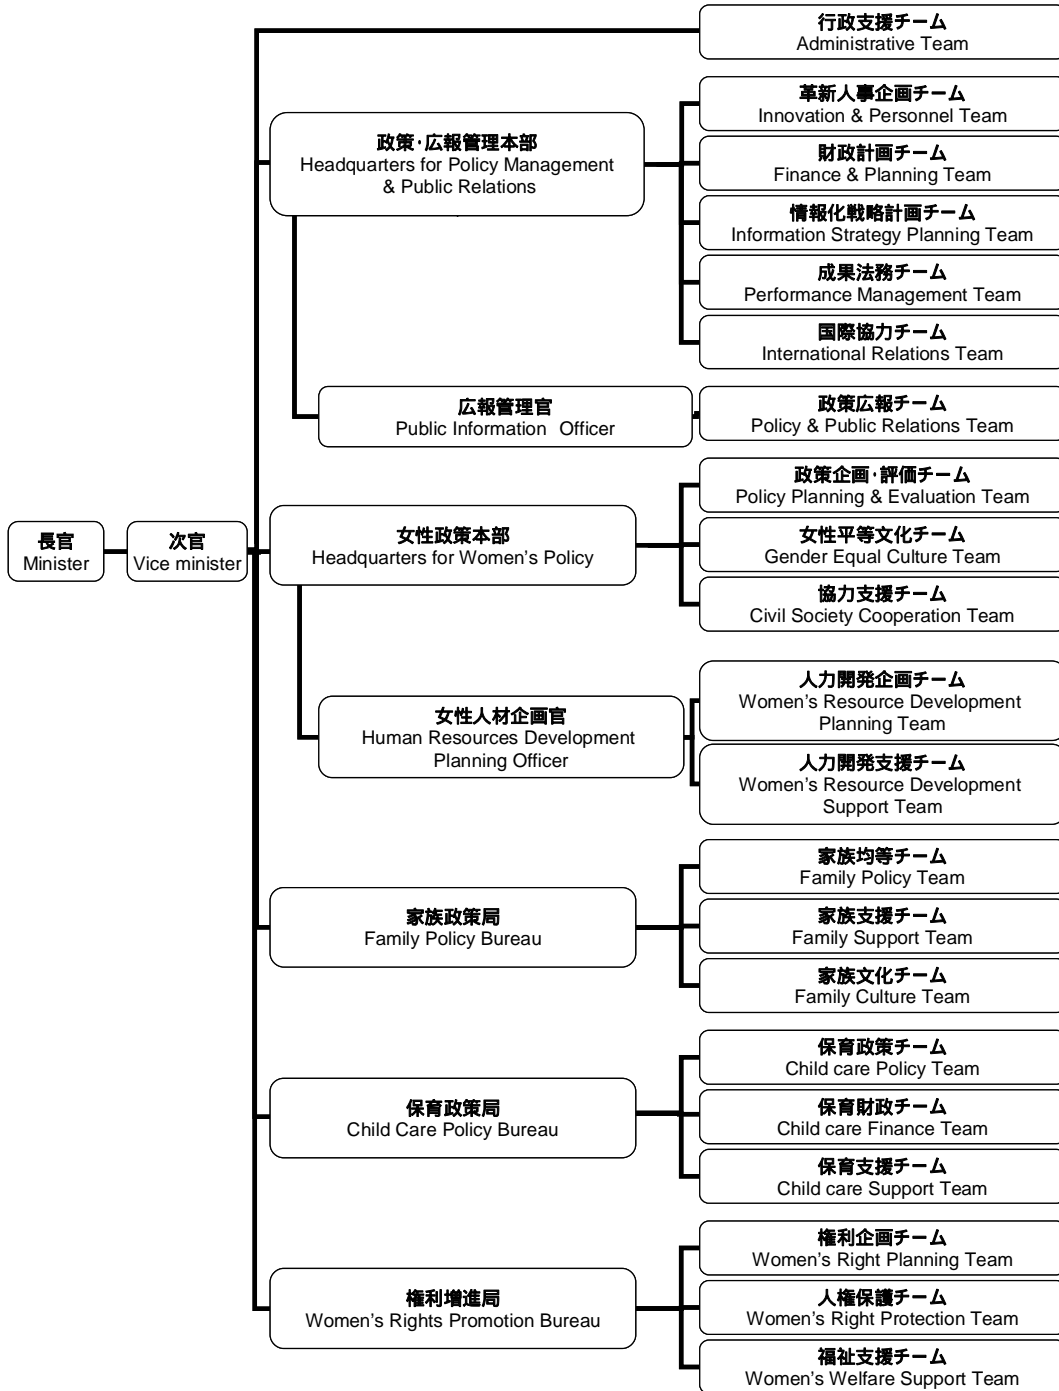 行政支援チーム
Administrative Team
革新人事企画チーム
Innovation & Personnel Team
政策・広報管理本部
Headquarters for Policy Management
& Public Relations
財政計画チーム
Finance & Planning Team
情報化戦略計画チーム
Information Strategy Planning Team
成果法務チーム
Performance Management Team
国際協力チーム
International Relations Team
広報管理官
Public Information Officer
政策広報チーム
Policy & Public Relations Team
政策企画・評価チーム
Policy Planning & Evaluation Team
長官
Minister
次官
Vice minister
女性政策本部
Headquarters for Women's Policy
女性平等文化チーム
Gender Equal Culture Team
協力支援チーム
Civil Society Cooperation Team
女性人材企画官
Human Resources Development
Planning Officer
人力開発企画チーム
Women's Resource Development
Planning Team
人力開発支援チーム
Women's Resource Development
Support Team
家族均等チーム
Family Policy Team
家族政策局
Family Policy Bureau
家族支援チーム
Family Support Team
家族文化チーム
Family Culture Team
保育政策チーム
Child care Policy Team
保育政策局
Child Care Policy Bureau
保育財政チーム
Child care Finance Team
保育支援チーム
Child care Support Team
権利企画チーム
Women's Right Planning Team
権利増進局
Women's Rights Promotion Bureau
人権保護チーム
Women's Right Protection Team
福祉支援チーム
Women's Welfare Support Team